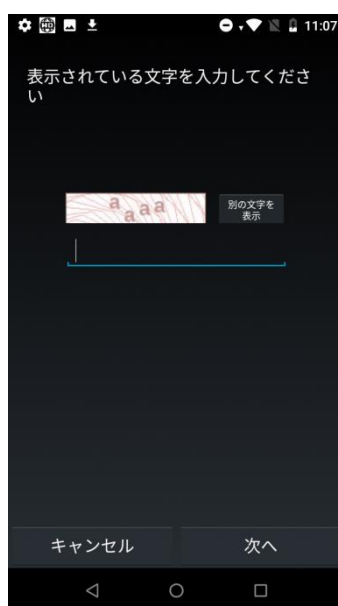 11:07
表示されている文字を入力してくださ
い
aaaa
別の文字を
表示
キャンセル
次へ